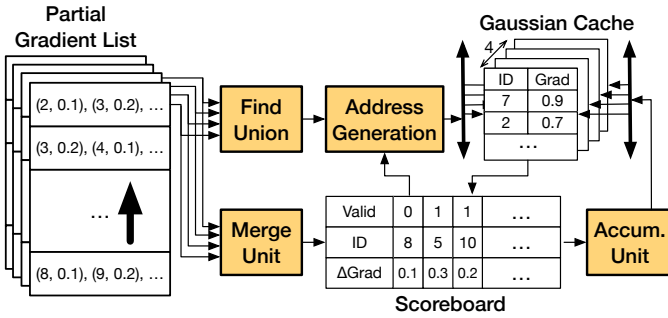 Partial
Gradient List
(2, 0.1), (3, 0.2), ...
(3, 0.2), (4, 0.1), ...
...
(8, 0.1), (9, 0.2), ...
Find
Union
Merge
Unit
Address
Generation
Gaussian Cache
4
ID Grad
7 0.9
2 0.7
...
Valid 0 1 1 ...
ID 8 5 10 ...
ΔGrad 0.1 0.3 0.2 ...
Scoreboard
Accum.
Unit